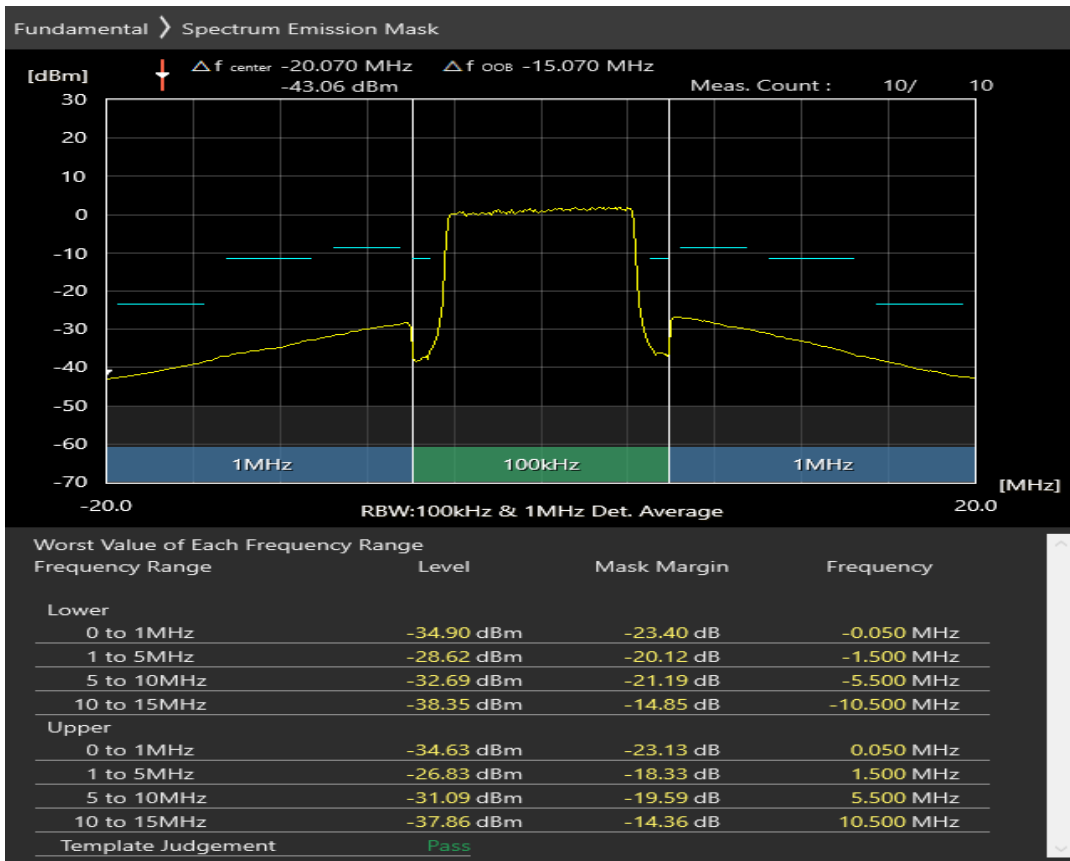 Fundamental ❯ Spectrum Emission Mask
[dBm] △f center -20.070 MHz △f OOB -15.070 MHz
-43.06 dBm Meas. Count : 10/ 10
30
20
10
0
-10
-20
-30
-40
-50
-60
1MHz 100kHz 1MHz
-70
[MHz]
-20.0 RBW:100kHz & 1MHz Det. Average 20.0
Worst Value of Each Frequency Range
Frequency Range Level Mask Margin Frequency
Lower
0 to 1MHz -34.90 dBm -23.40 dB -0.050 MHz
1 to 5MHz -28.62 dBm -20.12 dB -1.500 MHz
5 to 10MHz -32.69 dBm -21.19 dB -5.500 MHz
10 to 15MHz -38.35 dBm -14.85 dB -10.500 MHz
Upper
0 to 1MHz -34.63 dBm -23.13 dB 0.050 MHz
1 to 5MHz -26.83 dBm -18.33 dB 1.500 MHz
5 to 10MHz -31.09 dBm -19.59 dB 5.500 MHz
10 to 15MHz -37.86 dBm -14.36 dB 10.500 MHz
Template Judgement Pass